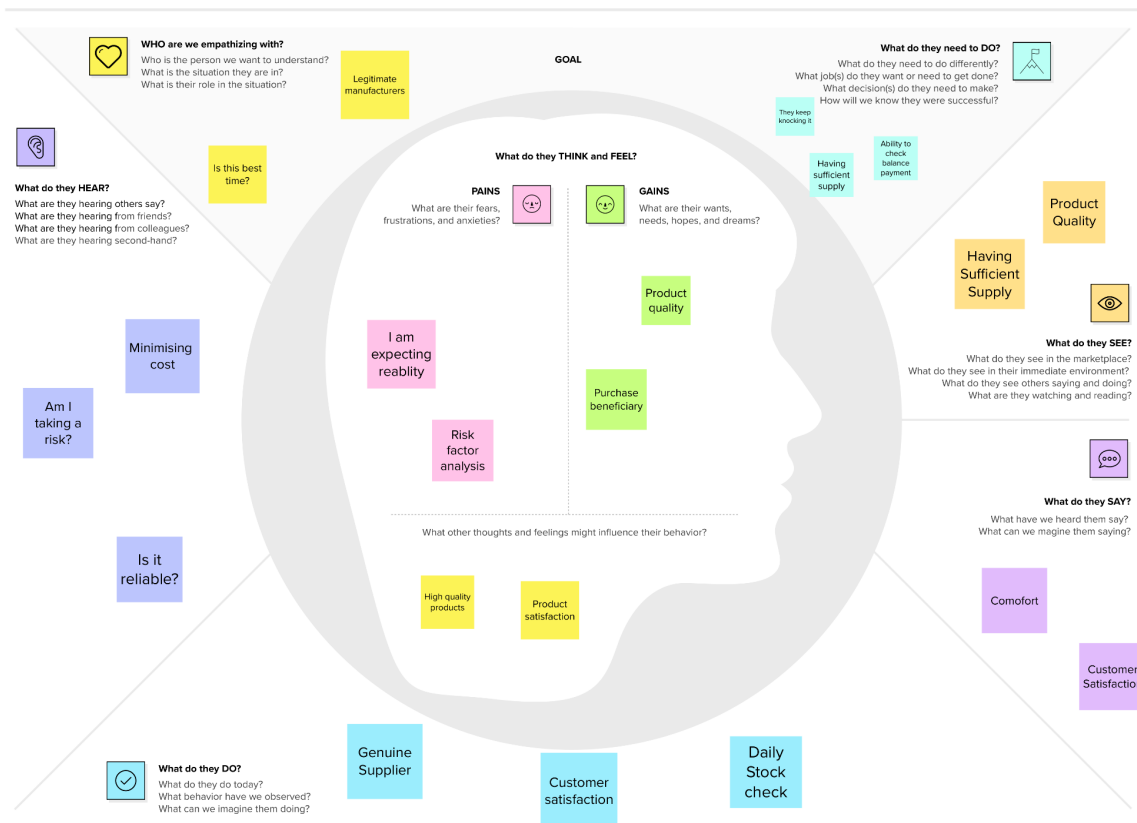 WHO are we empathizing with?
Who is the person we want to understand?
What is the situation they are in?
What is their role in the situation?
Legitimate
manufacturers
Is this best
time?
GOAL
What do they need to DO?
What do they need to do differently?
What job(s) do they want or need to get done?
What decision(s) do they need to make?
How will we know they were successful?
They keep
knocking it
Having
sufficient
supply
Ability to
check
balance
payment
What do they HEAR?
What are they hearing others say?
What are they hearing from friends?
What are they hearing from colleagues?
What are they hearing second-hand?
Minimising
cost
Am I
taking a
risk?
Is it
reliable?
What do they THINK and FEEL?
PAINS
What are their fears,
frustrations, and anxieties?
I am
expecting
reablity
Risk
factor
analysis
GAINS
What are their wants,
needs, hopes, and dreams?
Product
quality
Purchase
beneficiary
What other thoughts and feelings might influence their behavior?
High quality
products
Product
satisfaction
Product
Quality
Having
Sufficient
Supply
What do they SEE?
What do they see in the marketplace?
What do they see in their immediate environment?
What do they see others saying and doing?
What are they watching and reading?
What do they SAY?
What have we heard them say?
What can we magine them saying?
Comofort
Customer
Satisfaction
What do they DO?
What do they do today?
What behavior have we observed?
What can we imagine them doing?
Genuine
Supplier
Customer
satisfaction
Daily
Stock
check